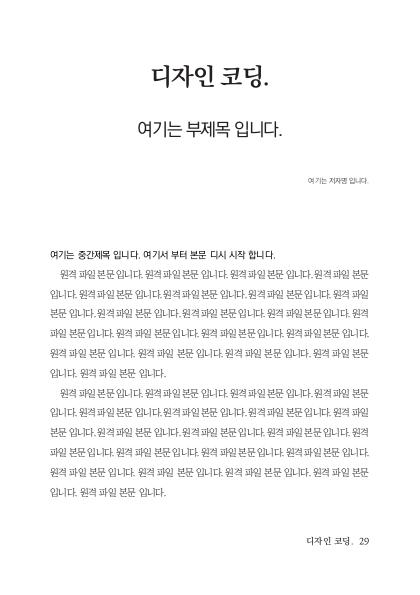 디자인 코딩.
여기는 부제목 입니다.
여기는 저자명 입니다.
여기는 중간제목 입니다. 여기서 부터 본문 디시 시작 합니다.
원격 파일 본문 입니다. 원격 파일 본문 입니다. 원격 파일 본문 입니다. 원격 파일 본문
입니다. 원격 파일 본문 입니다. 원격 파일 본문 입니다. 원격 파일 본문 입니다. 원격 파일
본문 입니다. 원격 파일 본문 입니다. 원격 파일 본문 입니다. 원격 파일 본문 입니다. 원격
파일 본문 입니다. 원격 파일 본문 입니다. 원격 파일 본문 입니다. 원격 파일 본문 입니다.
원격 파일 본문 입니다. 원격 파일 본문 입니다. 원격 파일 본문 입니다. 원격 파일 본문
입니다. 원격 파일 본문 입니다.
원격 파일 본문 입니다. 원격 파일 본문 입니다. 원격 파일 본문 입니다. 원격 파일 본문
입니다. 원격 파일 본문 입니다. 원격 파일 본문 입니다. 원격 파일 본문 입니다. 원격 파일
본문 입니다. 원격 파일 본문 입니다. 원격 파일 본문 입니다. 원격 파일 본문 입니다. 원격
파일 본문 입니다. 원격 파일 본문 입니다. 원격 파일 본문 입니다. 원격 파일 본문 입니다.
원격 파일 본문 입니다. 원격 파일 본문 입니다. 원격 파일 본문 입니다. 원격 파일 본문
입니다. 원격 파일 본문 입니다.
디자인 코딩. 29